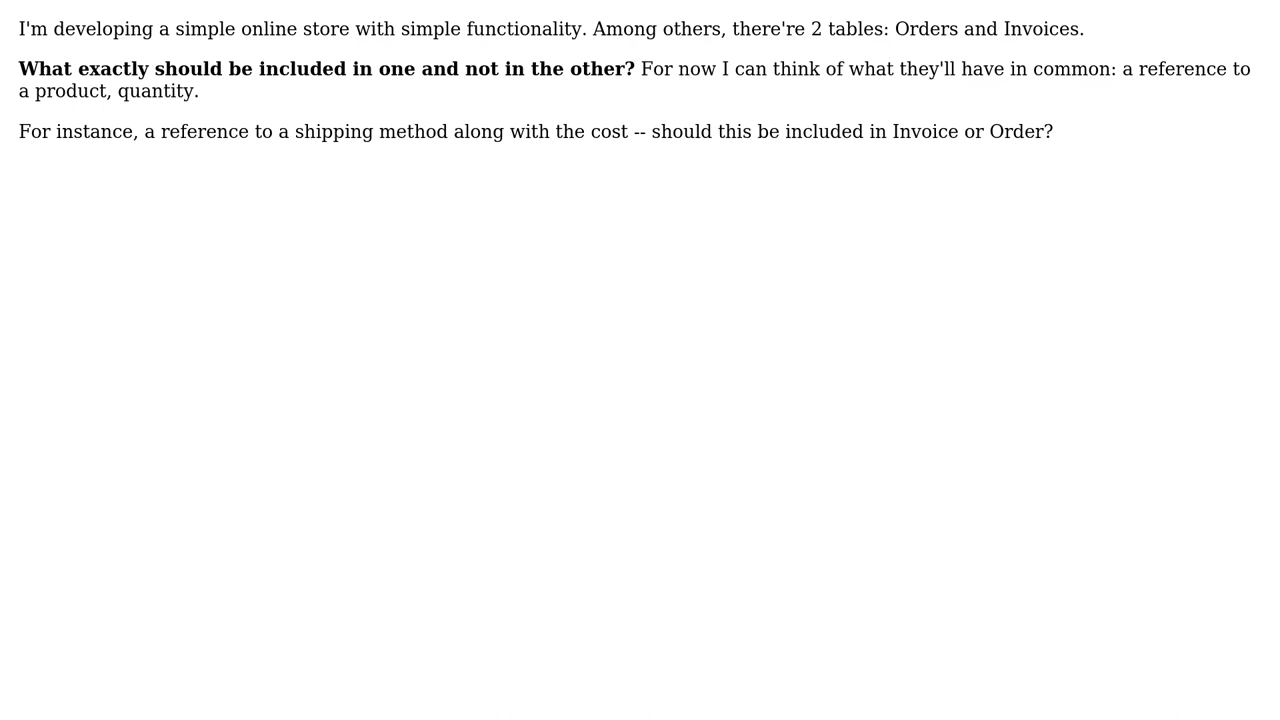 I'm developing a simple online store with simple functionality. Among others, there're 2 tables: Orders and Invoices.
What exactly should be included in one and not in the other? For now I can think of what they'll have in common: a reference to
a product, quantity.
For instance, a reference to a shipping method along with the cost -- should this be included in Invoice or Order?